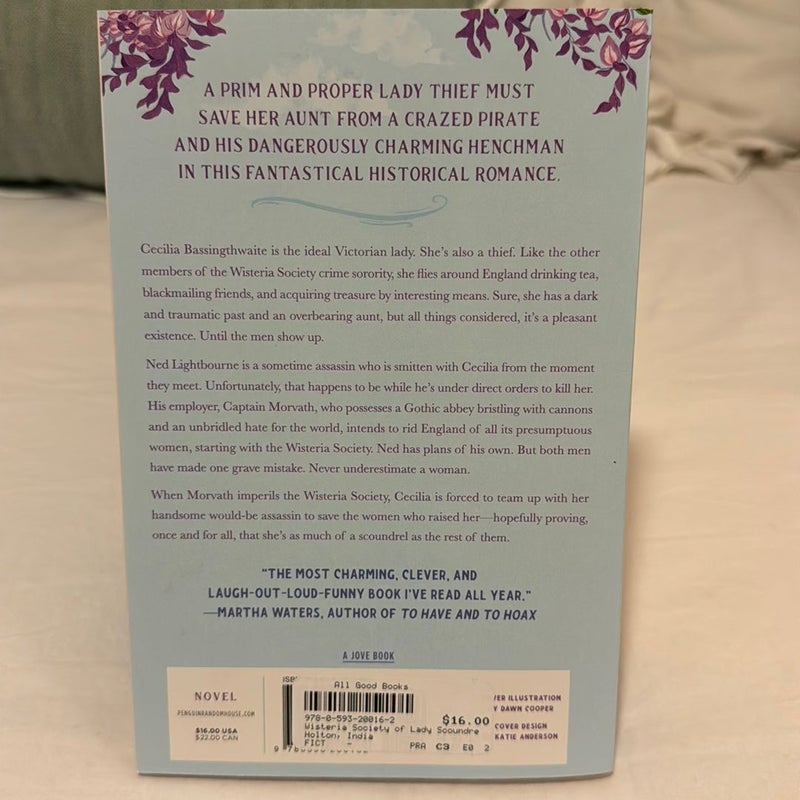 A PRIM AND PROPER LADY THIEF MUST
SAVE HER AUNT FROM A CRAZED PIRATE
AND HIS DANGEROUSLY CHARMING HENCHMAN
IN THIS FANTASTICAL HISTORICAL ROMANCE.
Cecilia Bassingthwaite is the ideal Victorian lady. She's also a thief. Like the other
members of the Wisteria Society crime sorority, she flies around England drinking tea,
blackmailing friends, and acquiring treasure by interesting means. Sure, she has a dark
and traumatic past and an overbearing aunt, but all things considered, it's a pleasant
existence. Until the men show up.
Ned Lightbourne is a sometime assassin who is smitten with Cecilia from the moment
they meet. Unfortunately, that happens to be while he's under direct orders to kill her.
His employer, Captain Morvath, who possesses a Gothic abbey bristling with cannons
and an unbridled hate for the world, intends to rid England of all its presumptuous
women, starting with the Wisteria Society. Ned has plans of his own. But both men
have made one grave mistake. Never underestimate a woman.
When Morvath imperils the Wisteria Society, Cecilia is forced to team up with her
handsome would-be assassin to save the women who raised her—hopefully proving,
once and for all, that she's as much of a scoundrel as the rest of them.
"THE MOST CHARMING, CLEVER, AND
LAUGH-OUT-LOUD-FUNNY BOOK I'VE READ ALL YEAR."
—MARTHA WATERS, AUTHOR OF TO HAVE AND TO HOAX
A JOVE BOOK
NOVEL
PENGUINRANDOMHOUSE.COM
$16.00 USA
$22.00 CAN
ISB
All Good Books
978-0-593-20016-2 $16.00
Wisteria Society of Lady Scoundre
Holton, India
FICT - PRA C3 E0 2
ER ILLUSTRATION
Y DAWN COOPER
COVER DESIGN
KATIE ANDERSON